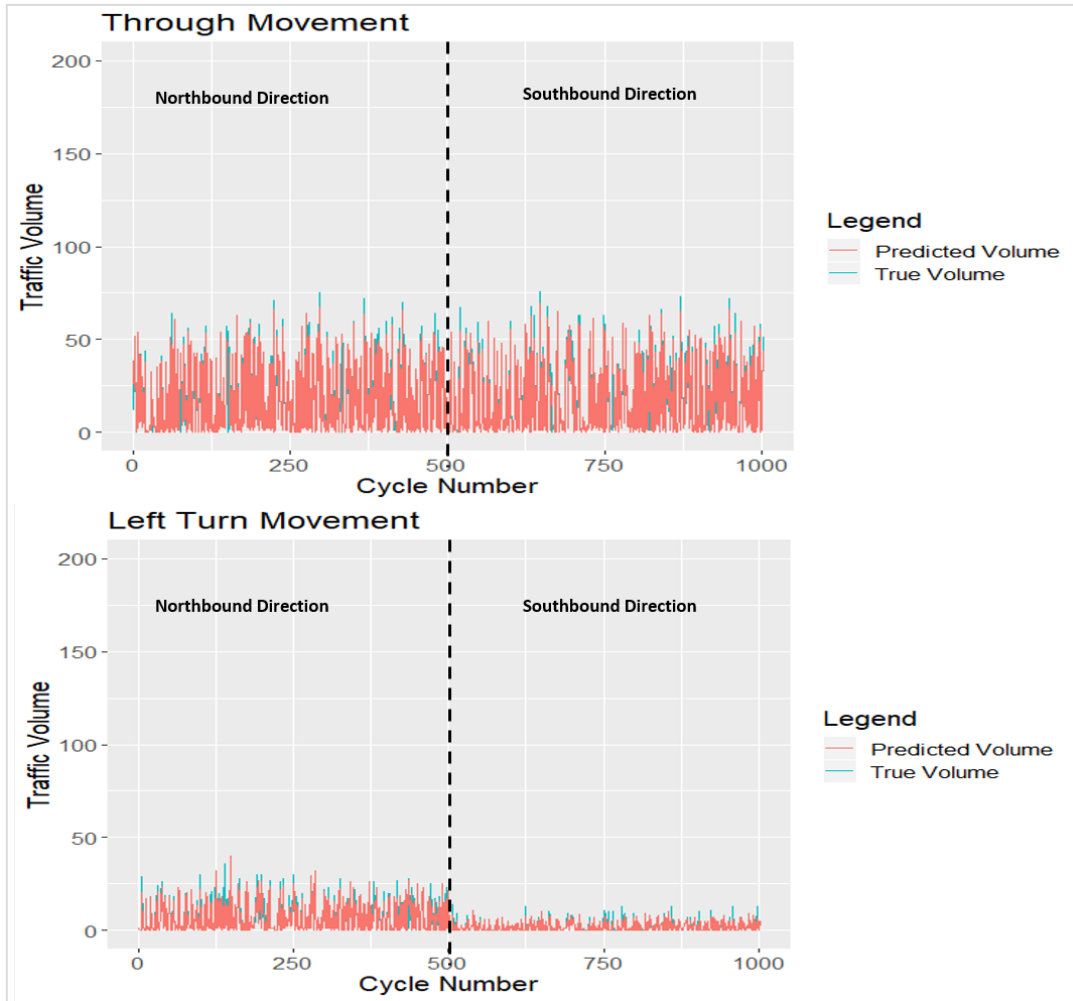 Through Movement
200
Northbound Direction
Southbound Direction
150
100
50
0
Traffic Volume
0 250 500 750 1000
Cycle Number
Legend
Predicted Volume
True Volume
Left Turn Movement
200
Northbound Direction
Southbound Direction
150
100
50
0
Traffic Volume
0 250 500 750 1000
Cycle Number
Legend
Predicted Volume
True Volume